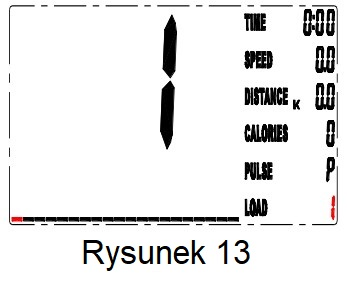 1
TIME 0:00
SPEED 0.0
DISTANCE K 0.0
CALORIES 0
PULSE P
LOAD 1
Rysunek 13